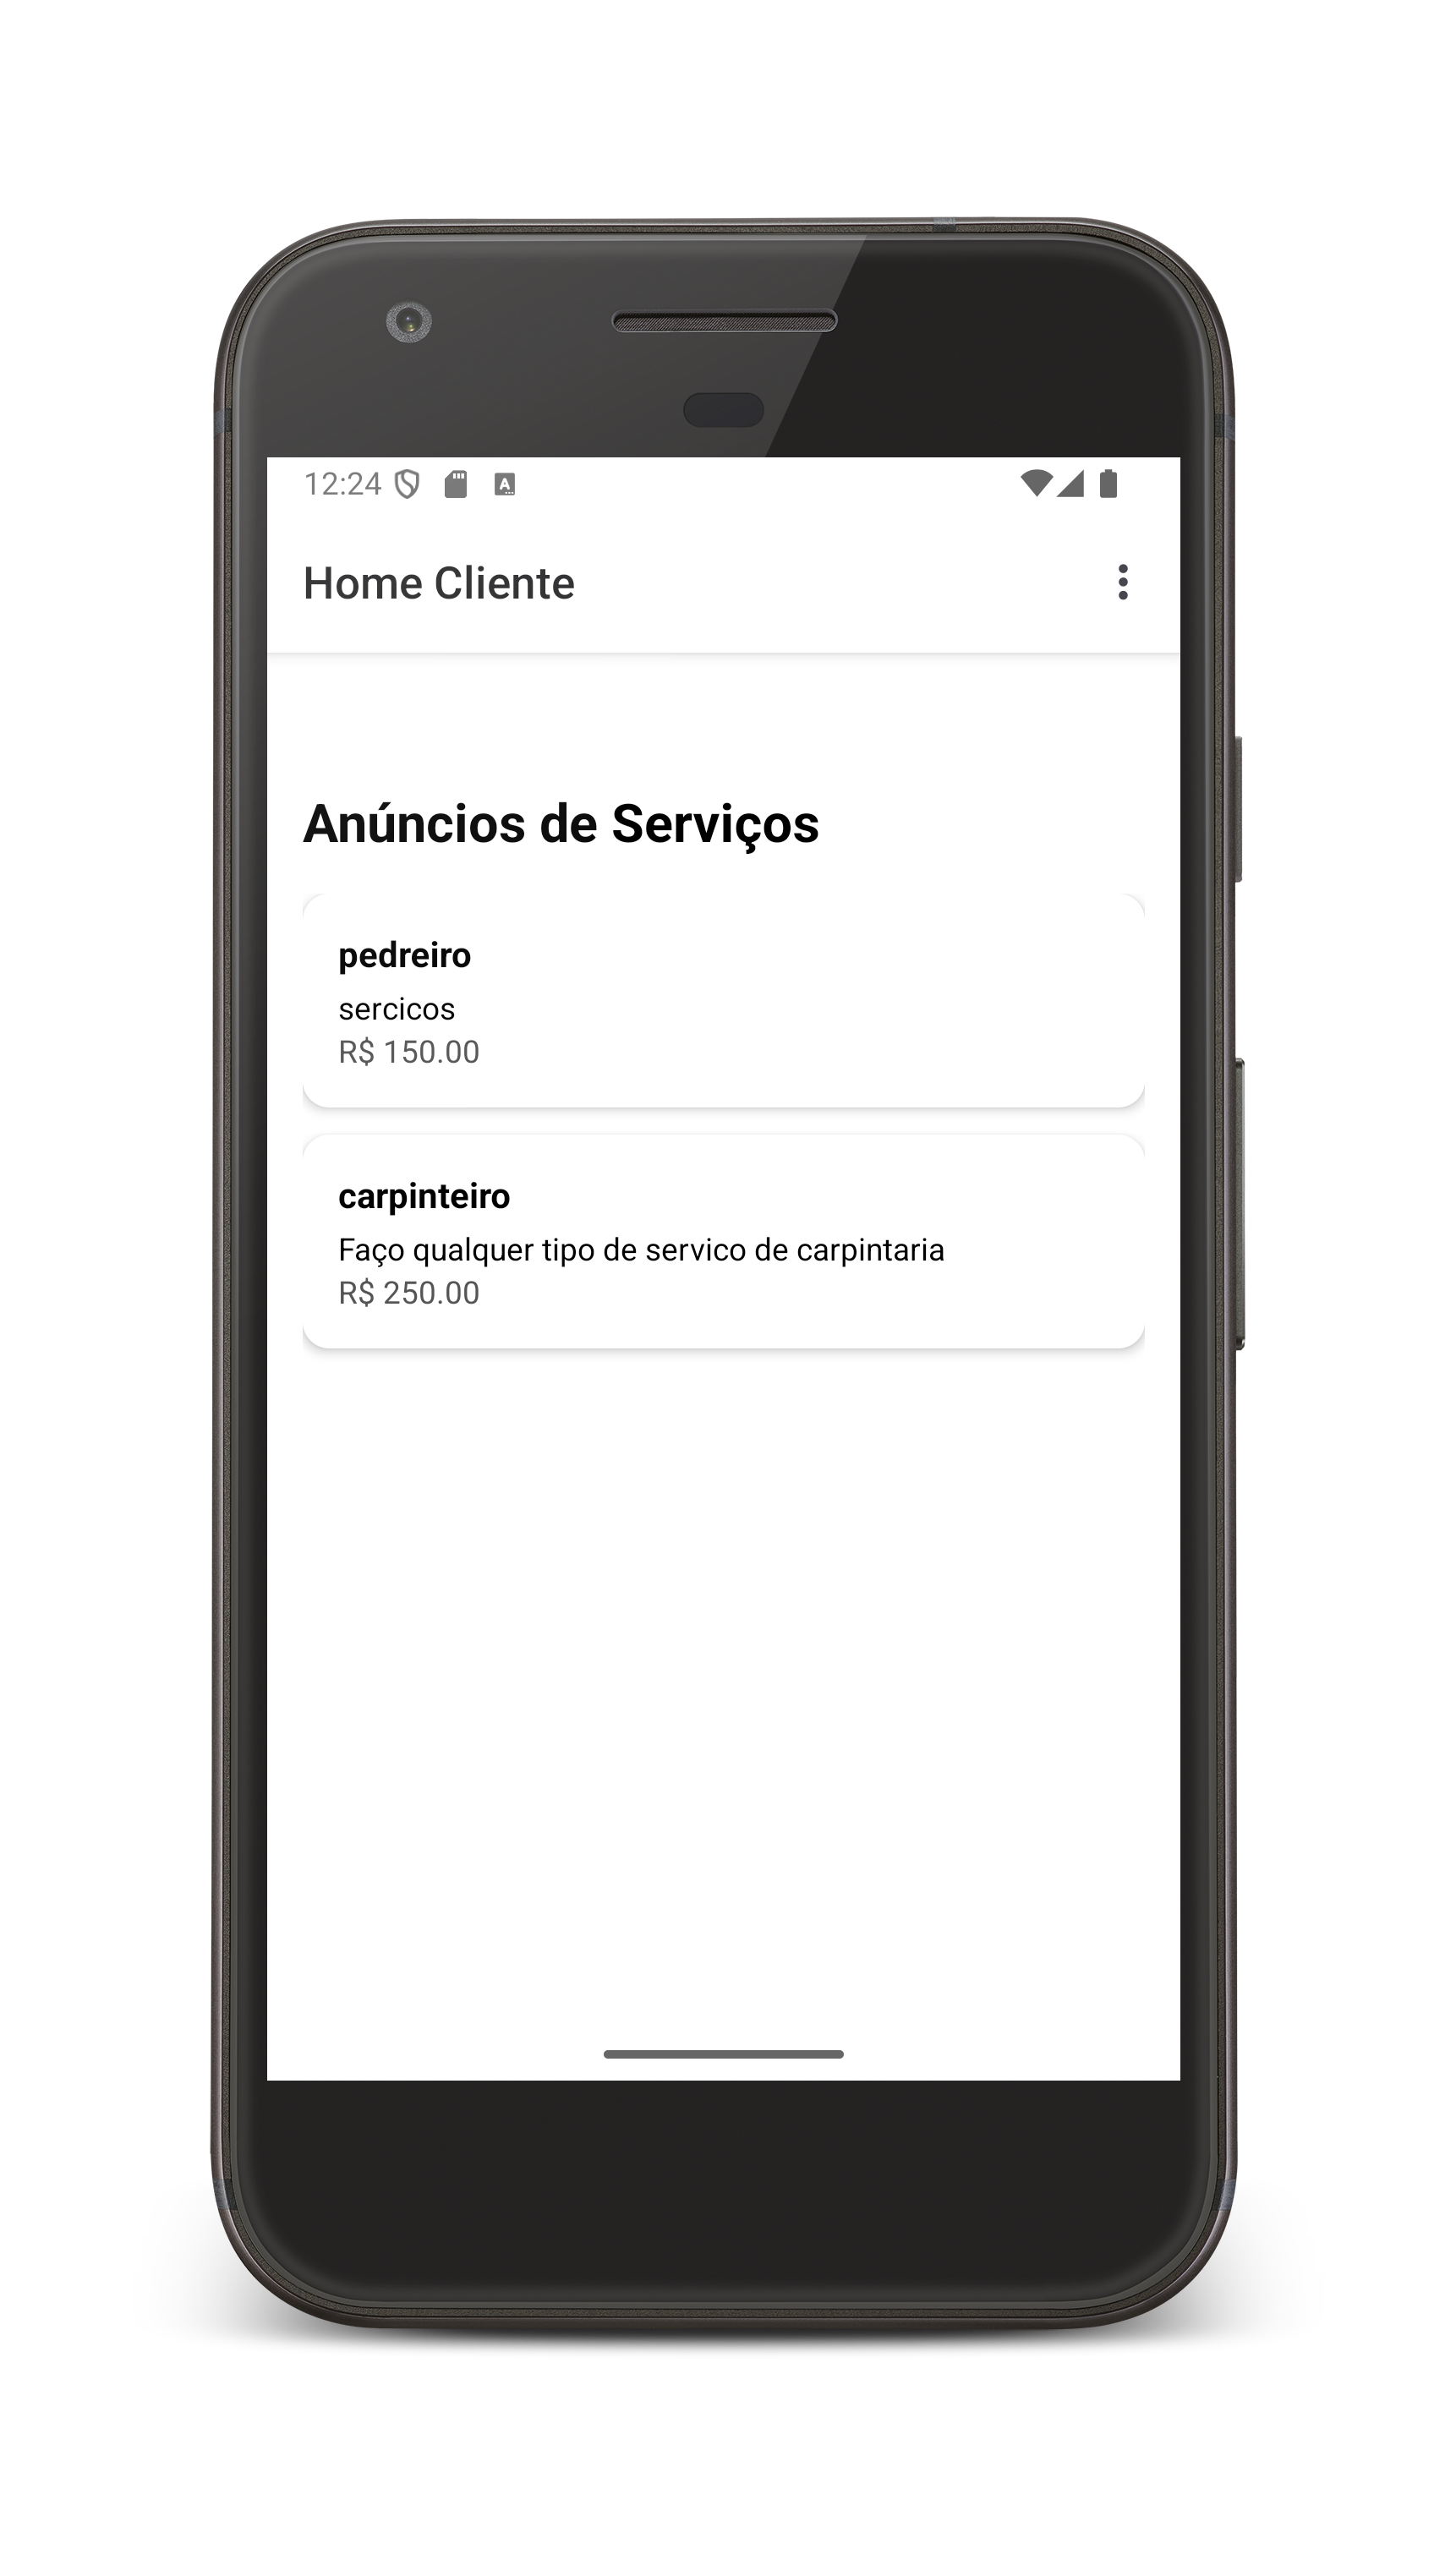 12:24
Home Cliente
Anúncios de Serviços
pedreiro
sercicos
R$ 150.00
carpinteiro
Faço qualquer tipo de servico de carpintaria
R$ 250.00